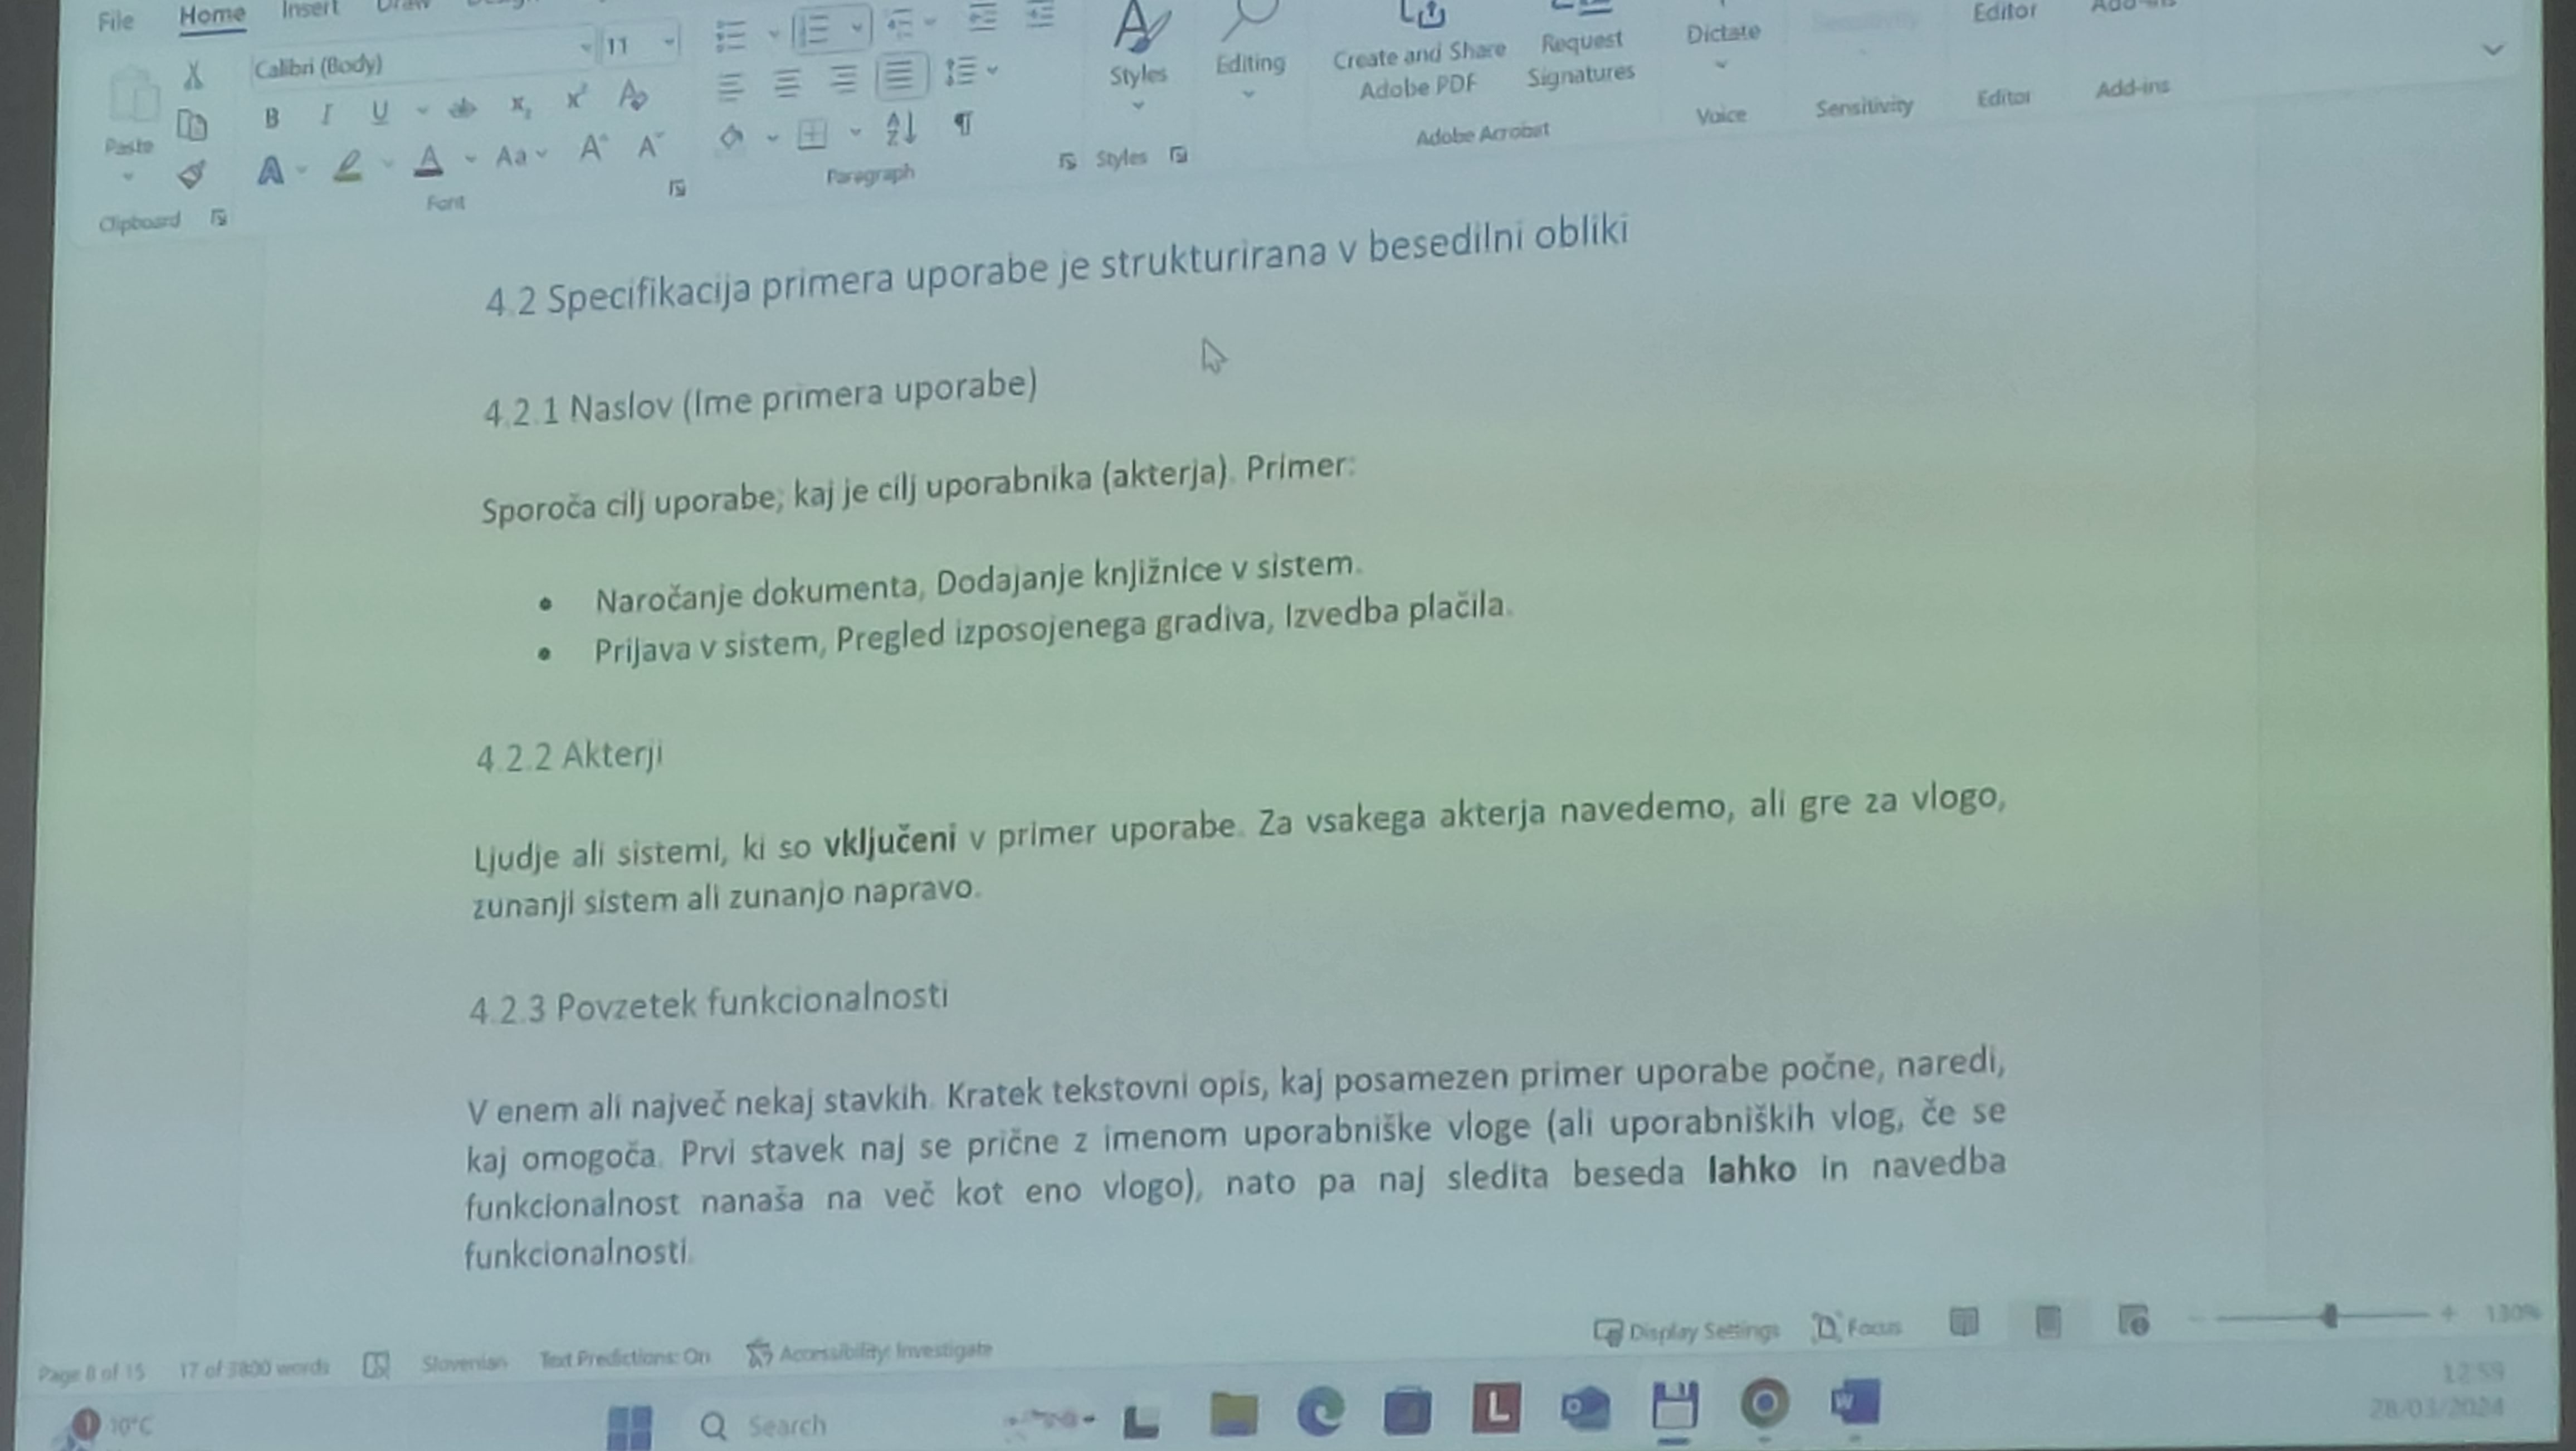 File Home Insert
Calibri (Body) 11
Paste
Clipboard
Font
Paragraph
Styles
Styles
Editing
Create and Share
Adobe PDF
Request
Signatures
Adobe Acrobat
Dictate
Voice
Sensitivity
Sensitivity
Editor
Editor
Add-ins
Add-ins
4.2 Specifikacija primera uporabe je strukturirana v besedilni obliki
4.2.1 Naslov (Ime primera uporabe)
Sporoča cilj uporabe, kaj je cilj uporabnika (akterja). Primer:
• Naročanje dokumenta, Dodajanje knjižnice v sistem.
• Prijava v sistem, Pregled izposojenega gradiva, Izvedba plačila.
4.2.2 Akterji
Ljudje ali sistemi, ki so vključeni v primer uporabe. Za vsakega akterja navedemo, ali gre za vlogo,
zunanji sistem ali zunanjo napravo.
4.2.3 Povzetek funkcionalnosti
V enem ali največ nekaj stavkih. Kratek tekstovni opis, kaj posamezen primer uporabe počne, naredi,
kaj omogoča. Prvi stavek naj se prične z imenom uporabniške vloge (ali uporabniških vlog, če se
funkcionalnost nanaša na več kot eno vlogo), nato pa naj sledita beseda lahko in navedba
funkcionalnosti.
Page 8 of 15 17 of 3800 words Slovenian Text Predictions: On Accessibility: Investigate Display Settings Focus 130%
10°C Search 12:59
28/03/2024